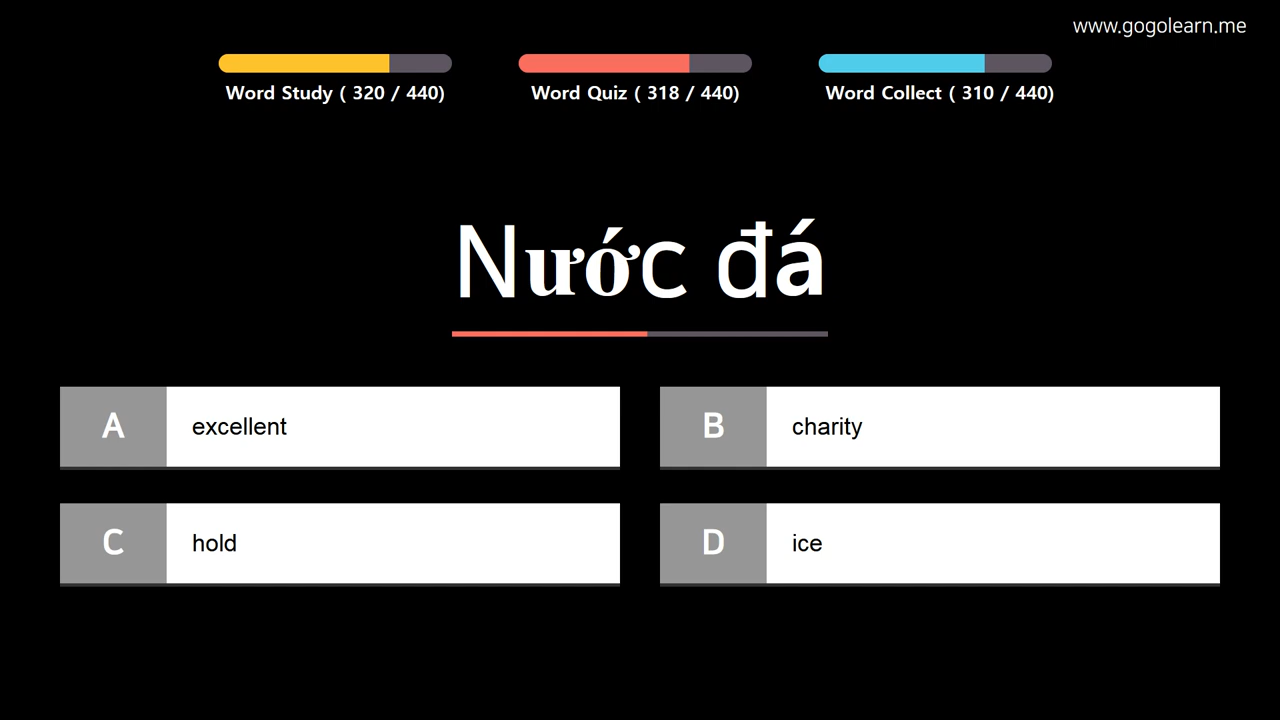 www.gogolearn.me
Word Study ( 320 / 440)
Word Quiz ( 318 / 440)
Word Collect ( 310 / 440)
Nước đá
A excellent
B charity
C hold
D ice